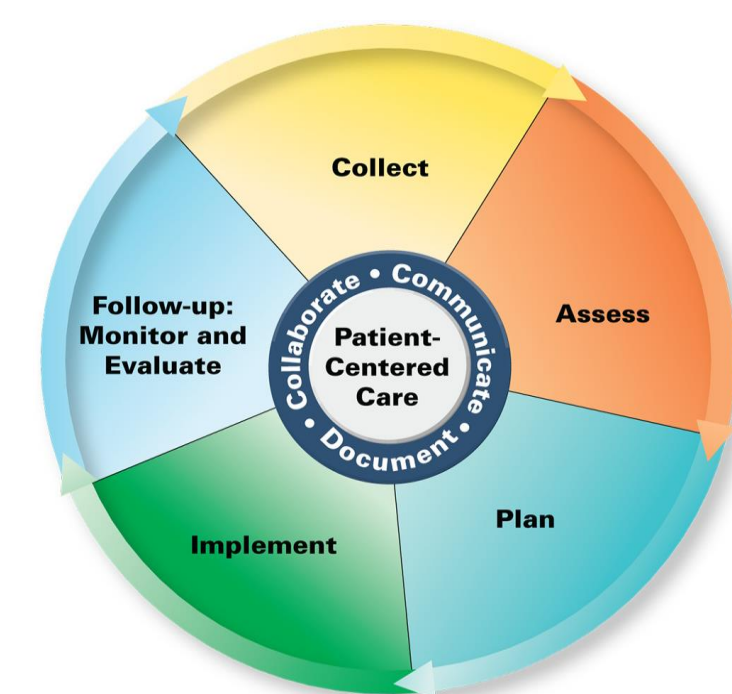 Collect
Assess
Plan
Implement
Follow-up:
Monitor and
Evaluate
Collaborate • Communicate • Document •
Patient-
Centered
Care